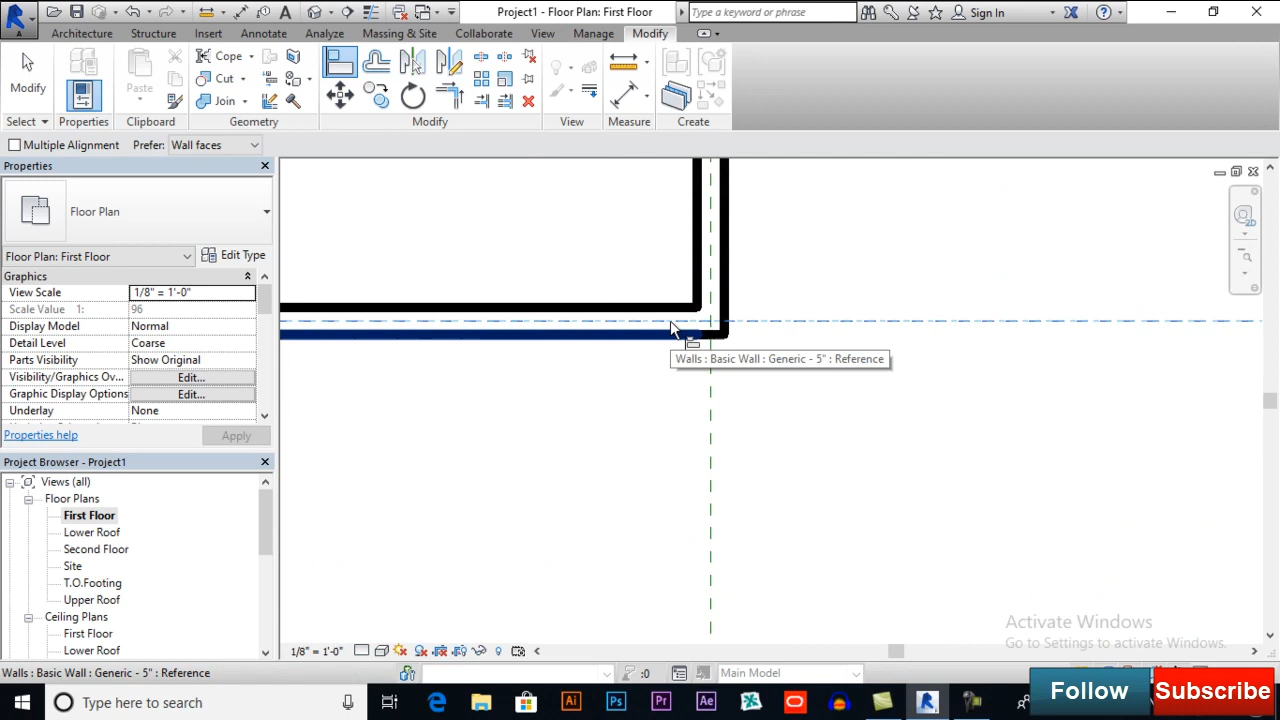 Project1 - Floor Plan: First Floor
Type a keyword or phrase
Sign In
Architecture Structure Insert Annotate Analyze Massing & Site Collaborate View Manage Modify
Modify
Paste
Cope
Cut
Join
Select Properties Clipboard Geometry Modify View Measure Create
Multiple Alignment Prefer: Wall faces
Properties
Floor Plan
Floor Plan: First Floor Edit Type
Graphics
View Scale 1/8" = 1'-0"
Scale Value 1: 96
Display Model Normal
Detail Level Coarse
Parts Visibility Show Original
Visibility/Graphics Ov... Edit...
Graphic Display Options Edit...
Underlay None
Properties help Apply
Project Browser - Project1
Views (all)
Floor Plans
First Floor
Lower Roof
Second Floor
Site
T.O.Footing
Upper Roof
Ceiling Plans
First Floor
Lower Roof
2D
Walls : Basic Wall : Generic - 5" : Reference
Activate Windows
Go to Settings to activate Windows.
1/8" = 1'-0"
Walls : Basic Wall : Generic - 5" : Reference
:0
Main Model
Type here to search
Ai
Ps
Pr
Ae
Follow
Subscribe